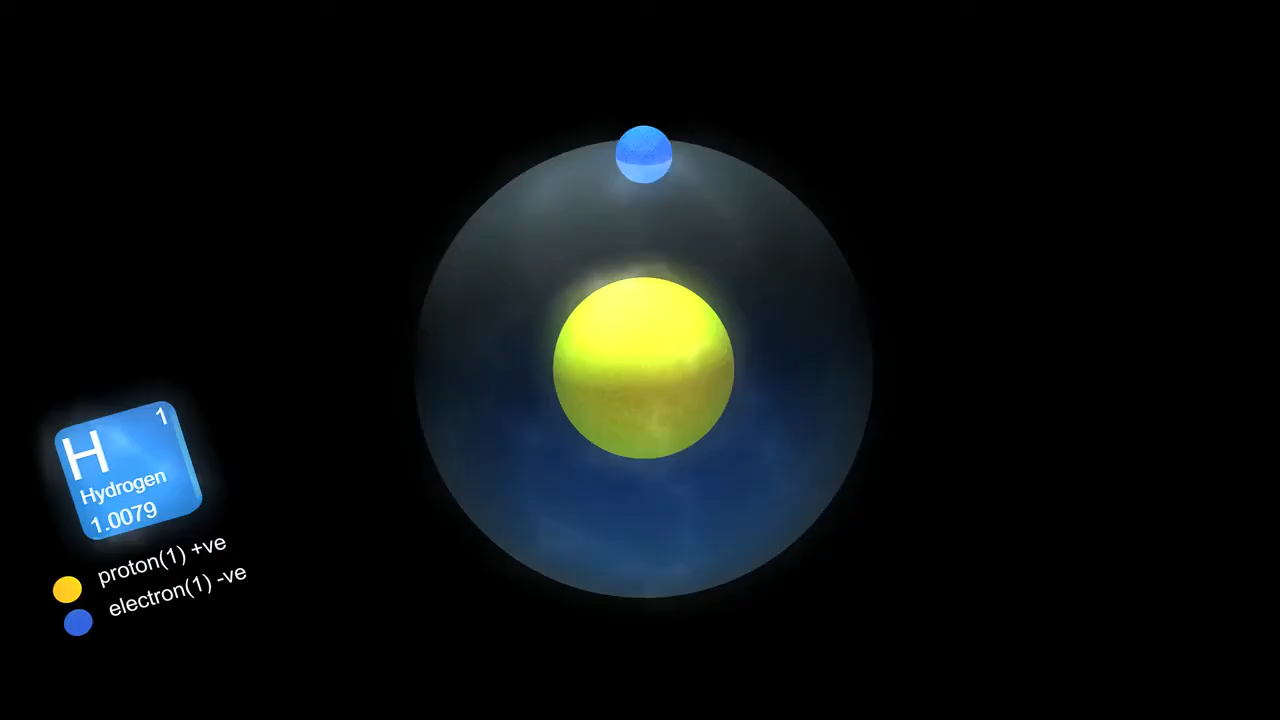 1
H
Hydrogen
1.0079
proton(1) +ve
electron(1) -ve